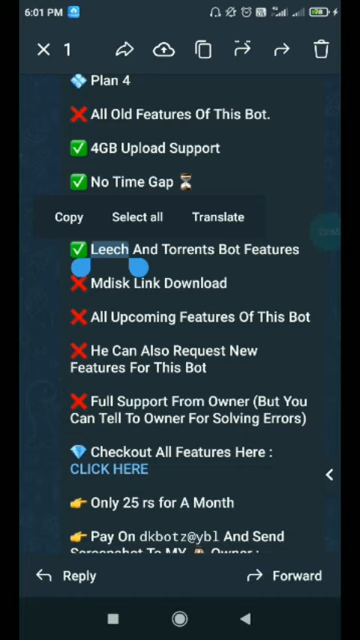 6:01 PM
1
Plan 4
All Old Features Of This Bot.
4GB Upload Support
No Time Gap
Copy Select all Translate
Leech And Torrents Bot Features
Mdisk Link Download
All Upcoming Features Of This Bot
He Can Also Request New
Features For This Bot
Full Support From Owner (But You
Can Tell To Owner For Solving Errors)
Checkout All Features Here :
CLICK HERE
Only 25 rs for A Month
Pay On dkbotz@ybl And Send
Screenshot To MY Owner :
Reply Forward